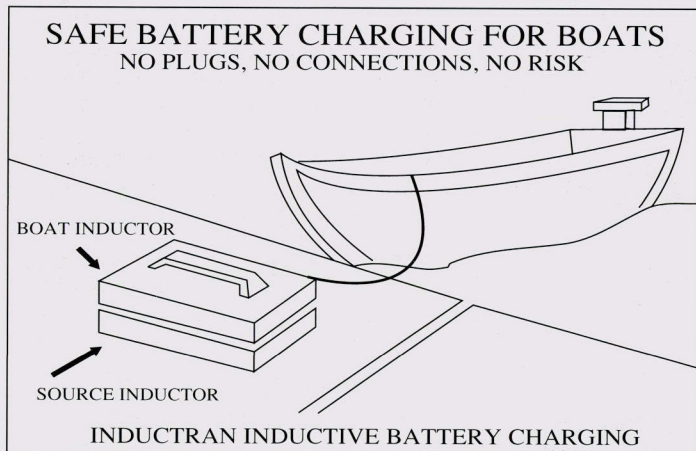 SAFE BATTERY CHARGING FOR BOATS
NO PLUGS, NO CONNECTIONS, NO RISK
BOAT INDUCTOR
SOURCE INDUCTOR
INDUCTRAN INDUCTIVE BATTERY CHARGING